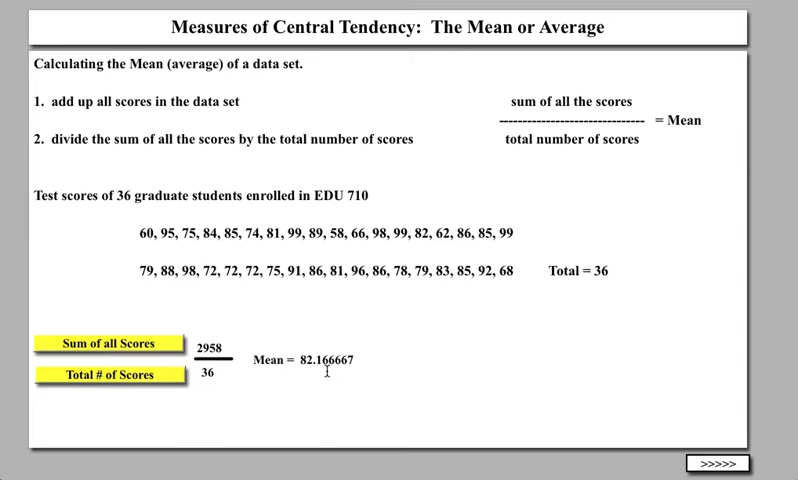 Measures of Central Tendency: The Mean or Average
Calculating the Mean (average) of a data set.
1. add up all scores in the data set
2. divide the sum of all the scores by the total number of scores
sum of all the scores
-------------------------------- = Mean
total number of scores
Test scores of 36 graduate students enrolled in EDU 710
60, 95, 75, 84, 85, 74, 81, 99, 89, 58, 66, 98, 99, 82, 62, 86, 85, 99
79, 88, 98, 72, 72, 72, 75, 91, 86, 81, 96, 86, 78, 79, 83, 85, 92, 68 Total = 36
Sum of all Scores
2958
Mean = 82.166667
Total # of Scores
36
>>>>>